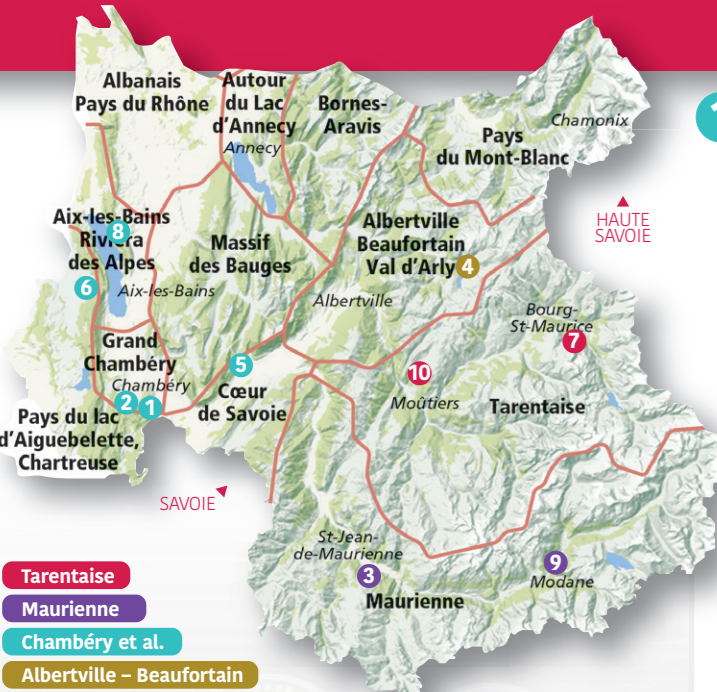 Albanais
Pays du Rhône
Autour
du Lac
d'Annecy
Annecy
Bornes-
Aravis
Pays
du Mont-Blanc
Chamonix
1
HAUTE
SAVOIE
Aix-les-Bains
Riviera
des Alpes
8
6
Aix-les-Bains
Massif
des Bauges
Albertville
Beaufortain
Val d'Arly
4
Albertville
Bourg-
St-Maurice
7
Grand
Chambéry
Chambéry
2
1
5
Cœur
de Savoie
10
Moûtiers
Tarentaise
Pays du lac
d'Aiguebelette,
Chartreuse
SAVOIE
St-Jean-
de-Maurienne
3
Maurienne
9
Modane
Tarentaise
Maurienne
Chambéry et al.
Albertville – Beaufortain